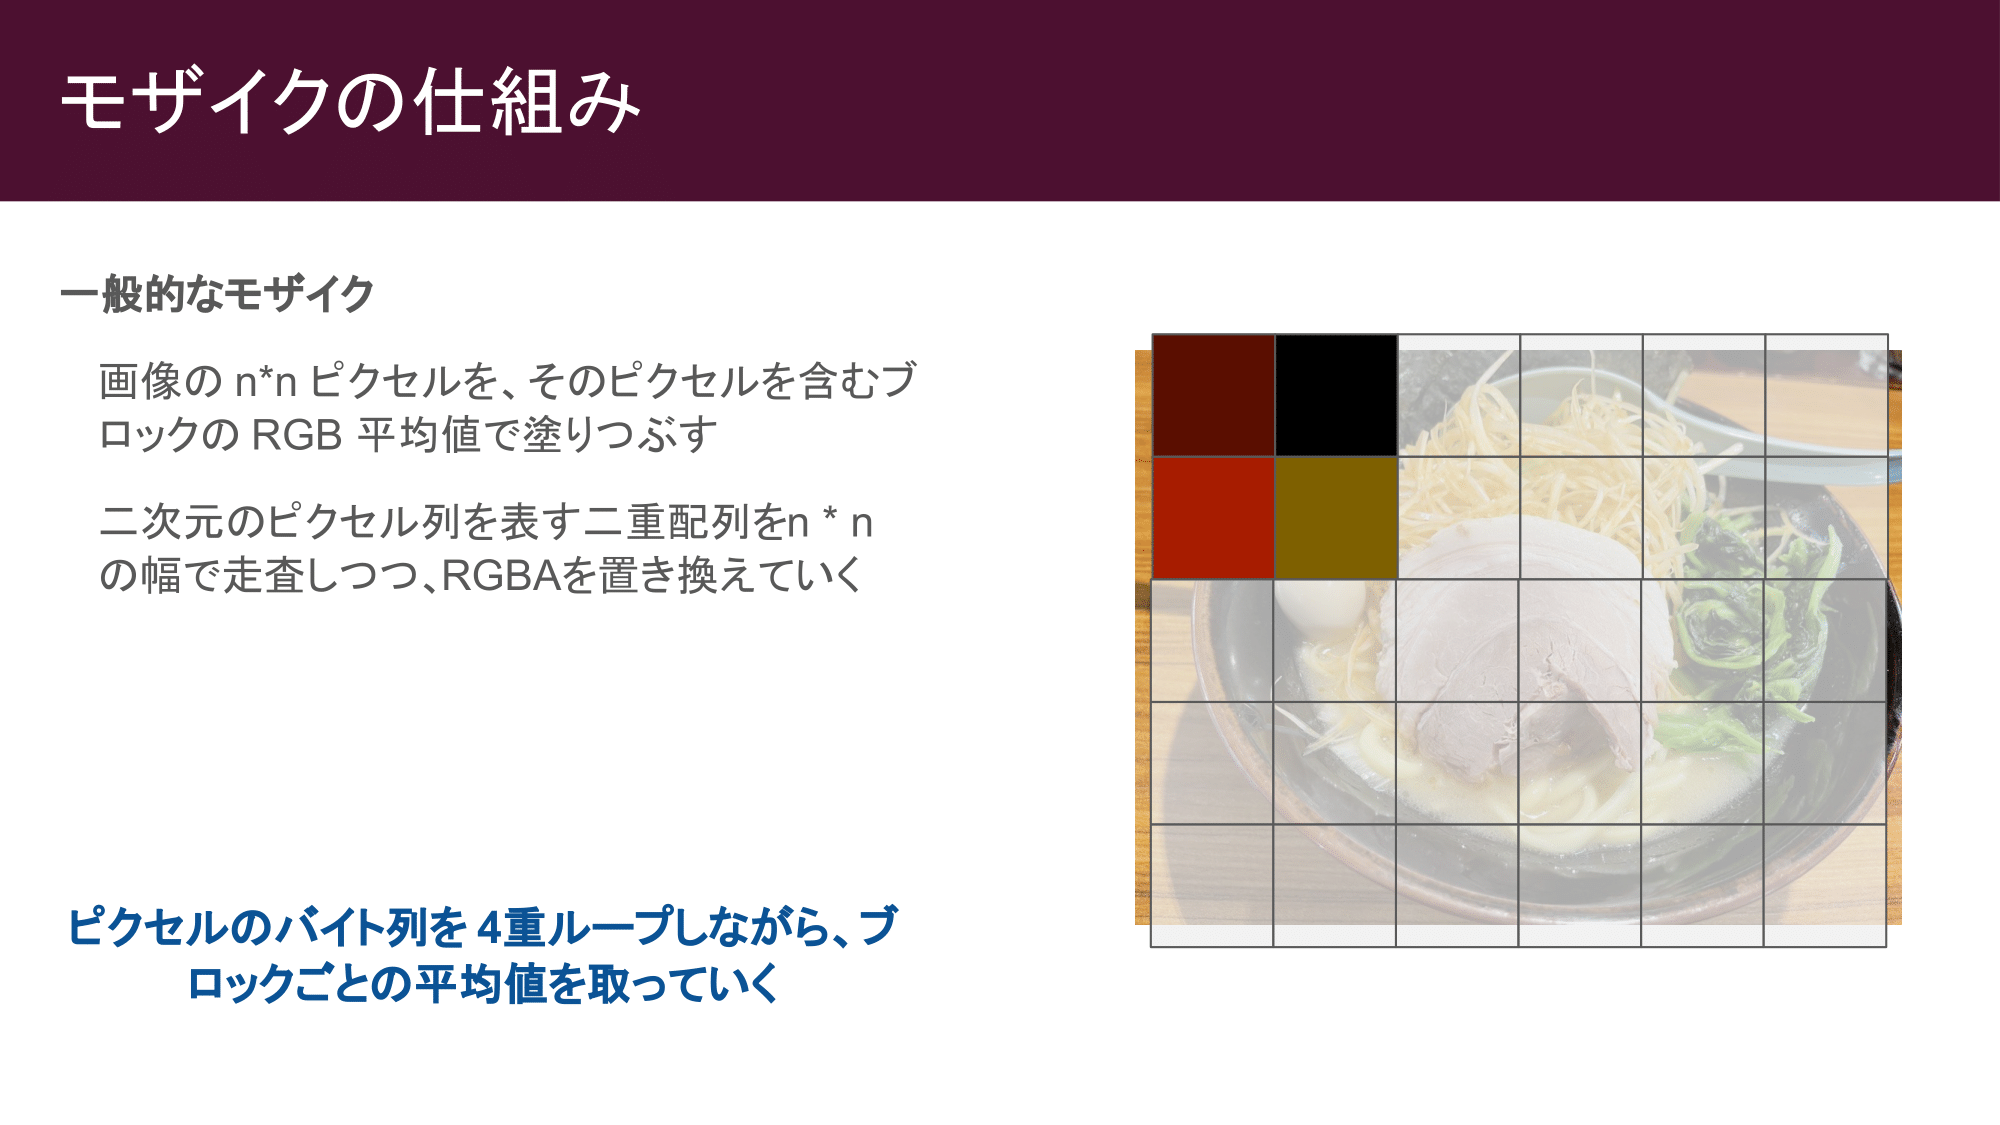 モザイクの仕組み
一般的なモザイク
画像の n*n ピクセルを、そのピクセルを含むブ
ロックの RGB 平均値で塗りつぶす
二次元のピクセル列を表す二重配列をn * n
の幅で走査しつつ、RGBAを置き換えていく
ピクセルのバイト列を 4重ループしながら、ブ
ロックごとの平均値を取っていく